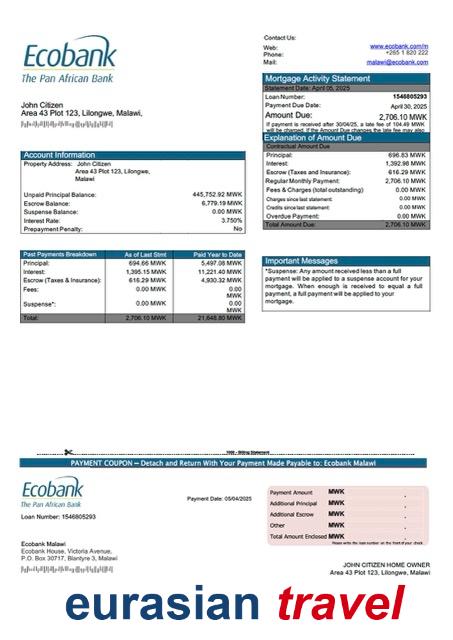 Contact Us:
Web: www.ecobank.com/m
Phone: +265 1 820 222
Mail: malawi@ecobank.com
Ecobank
The Pan African Bank
Mortgage Activity Statement
Statement Date: April 05, 2025
Loan Number: 1546805293
Payment Due Date: April 30, 2025
Amount Due: 2,706.10 MWK
If payment is received after 30/04/25, a late fee of 104.49 MWK
will be charged. If the Amount Due changes the late fee may also
John Citizen
Area 43 Plot 123, Lilongwe, Malawi
Explanation of Amount Due
Contractual Amount Due
Principal: 696.83 MWK
Interest: 1,392.98 MWK
Escrow (Taxes and Insurance): 616.29 MWK
Regular Monthly Payment: 2,706.10 MWK
Fees & Charges (total outstanding) 0.00 MWK
Charges since last statement: 0.00 MWK
Credits since last statement: 0.00 MWK
Overdue Payment: 0.00 MWK
Total Amount Due: 2,706.10 MWK
Account Information
Property Address: John Citizen
Area 43 Plot 123, Lilongwe,
Malawi
Unpaid Principal Balance: 445,752.92 MWK
Escrow Balance: 6,779.19 MWK
Suspense Balance: 0.00 MWK
Interest Rate: 3.750%
Prepayment Penalty: No
Past Payments Breakdown As of Last Stmt Paid Year to Date
Principal: 694.66 MWK 5,497.08 MWK
Interest: 1,395.15 MWK 11,221.40 MWK
Escrow (Taxes & Insurance): 616.29 MWK 4,930.32 MWK
Fees: 0.00 MWK 0.00 MWK
Suspense*: 0.00 MWK 0.00 MWK
Total: 2,706.10 MWK 21,648.80 MWK
Important Messages
*Suspense: Any amount received less than a full
payment will be applied to a suspense account for your
mortgage. When enough is received to equal a full
payment, a full payment will be applied to your
mortgage.
Billing Statement
PAYMENT COUPON – Detach and Return With Your Payment Made Payable to: Ecobank Malawi
Ecobank
The Pan African Bank
Loan Number: 1546805293
Payment Date: 05/04/2025
Payment Amount MWK .
Additional Principal MWK .
Additional Escrow MWK .
Other MWK .
Total Amount Enclosed MWK .
Please write the loan number on the front of your check
Ecobank Malawi
Ecobank House, Victoria Avenue,
P.O. Box 30717, Blantyre 3, Malawi
JOHN CITIZEN HOME OWNER
Area 43 Plot 123, Lilongwe, Malawi
eurasian travel